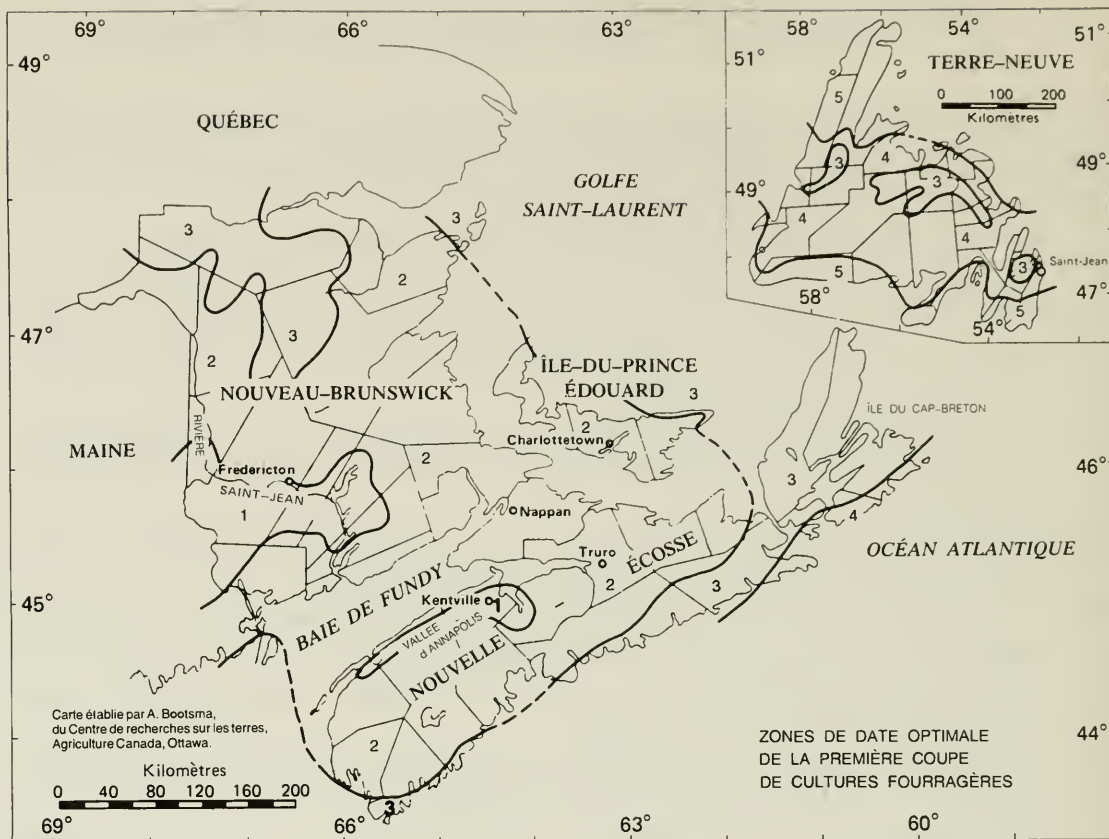 69°
66°
63°
58°
54°
51°
49°
51°
TERRE–NEUVE
0 100 200
Kilomètres
QUÉBEC
5
4
3
3
49°
49°
GOLFE
SAINT–LAURENT
3
3
4
4
Saint-Jean
3
2
5
58°
5
54°
47°
47°
3
2
ÎLE–DU–PRINCE
ÉDOUARD
3
NOUVEAU–BRUNSWICK
RIVIÈRE
2
Charlottetown
ÎLE DU CAP-BRETON
MAINE
2
3
46°
Fredericton
SAINT–JEAN
1
Nappan
4
Truro
ÉCOSSE
OCÉAN ATLANTIQUE
2
3
45°
45°
BAIE DE FUNDY
Kentville
1
VALLÉE
d'ANNAPOLIS
NOUVELLE
Carte établie par A. Bootsma,
du Centre de recherches sur les terres,
Agriculture Canada, Ottawa.
2
44°
ZONES DE DATE OPTIMALE
DE LA PREMIÈRE COUPE
DE CULTURES FOURRAGÈRES
Kilomètres
0 40 80 120 160 200
3
69°
66°
63°
60°